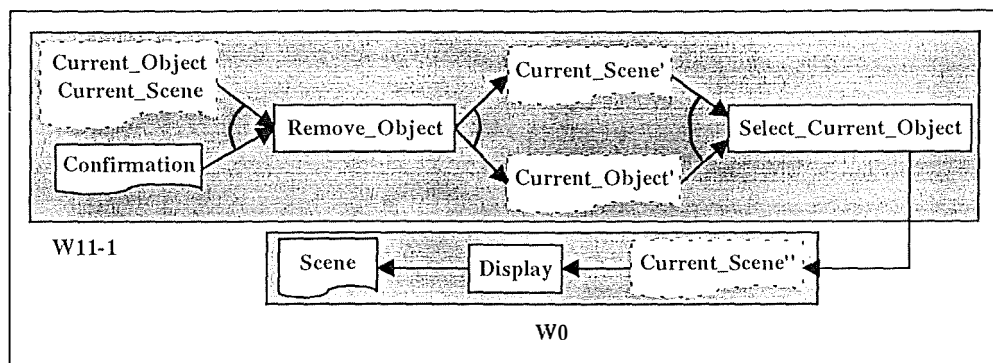 Current_Object
Current_Scene
Confirmation
Remove_Object
Current_Scene'
Current_Object'
Select_Current_Object
W11-1
Scene
Display
Current_Scene''
W0